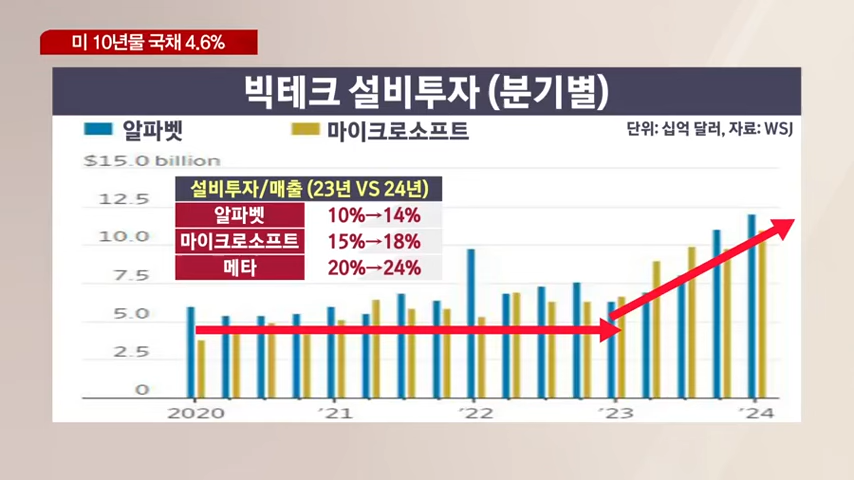 미 10년물 국채 4.6%
빅테크 설비투자 (분기별)
알파벳 마이크로소프트 단위: 십억 달러, 자료: WSJ
$15.0 billion
설비투자/매출 (23년 VS 24년)
12.5
알파벳 10%→14%
10.0
마이크로소프트 15%→18%
메타 20%→24%
7.5
5.0
2.5
0
2020 '21 '22 '23 '24